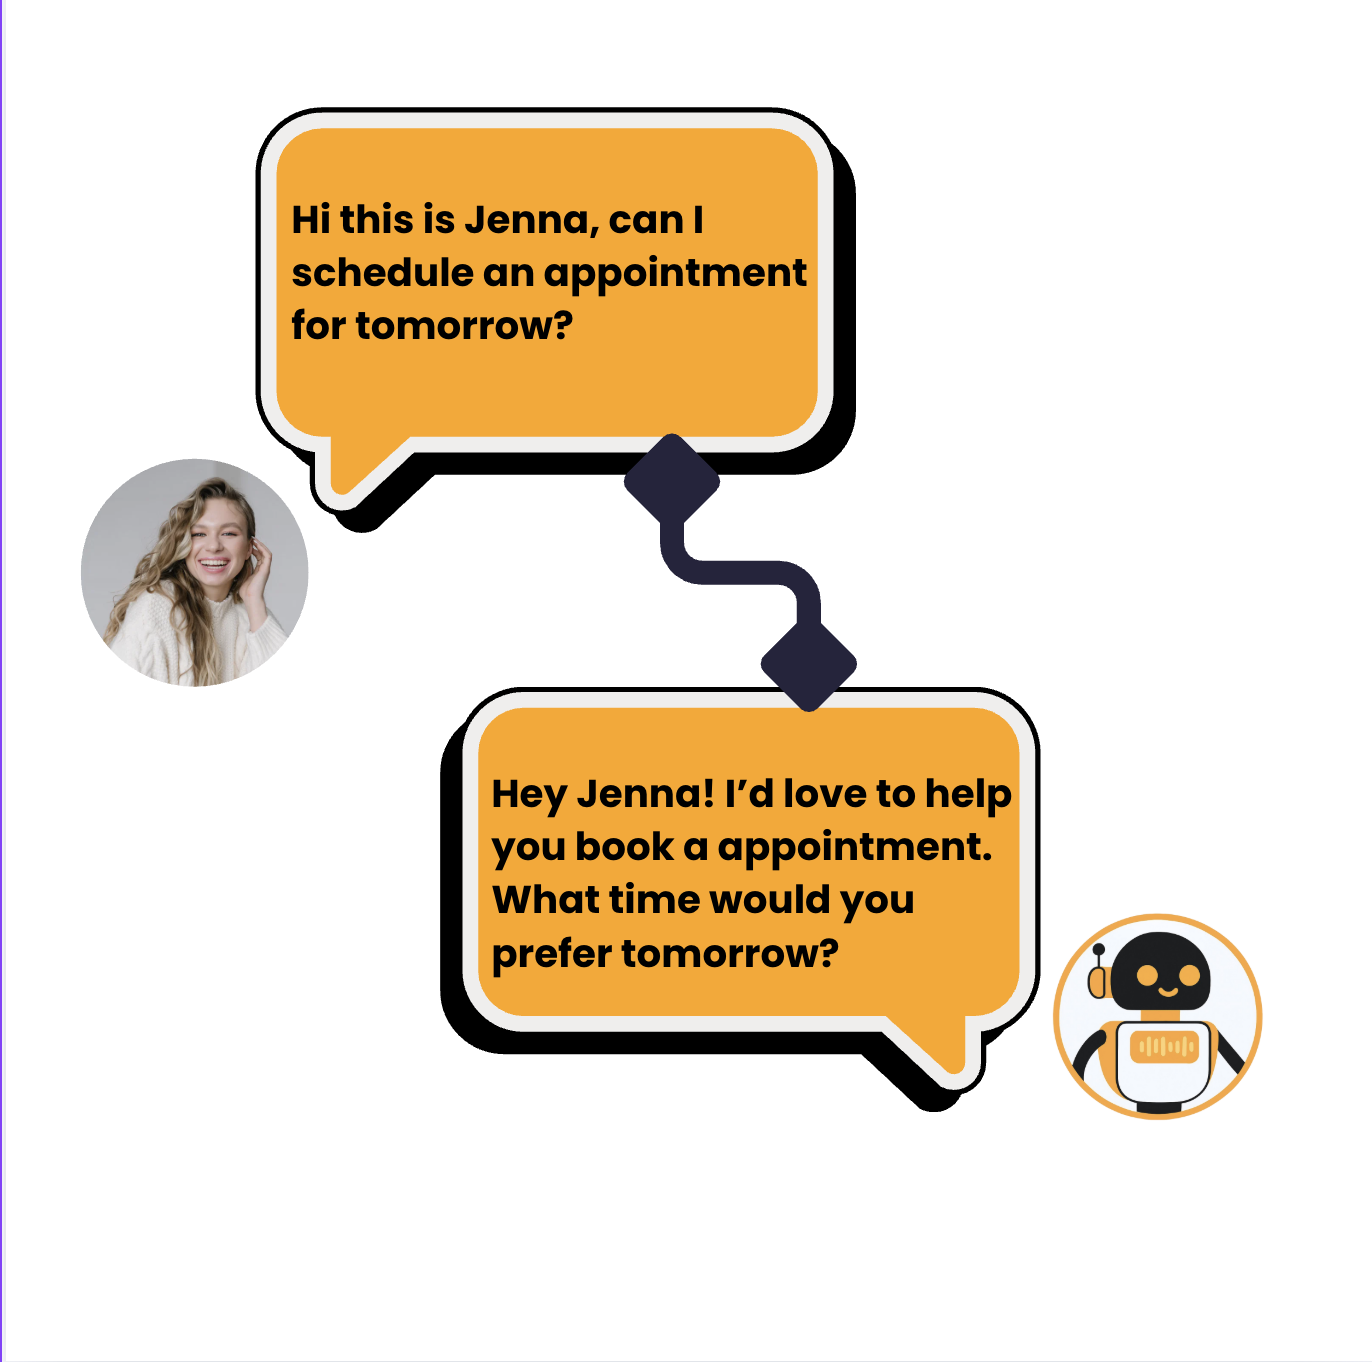 Hi this is Jenna, can I
schedule an appointment
for tomorrow?
Hey Jenna! I’d love to help
you book a appointment.
What time would you
prefer tomorrow?